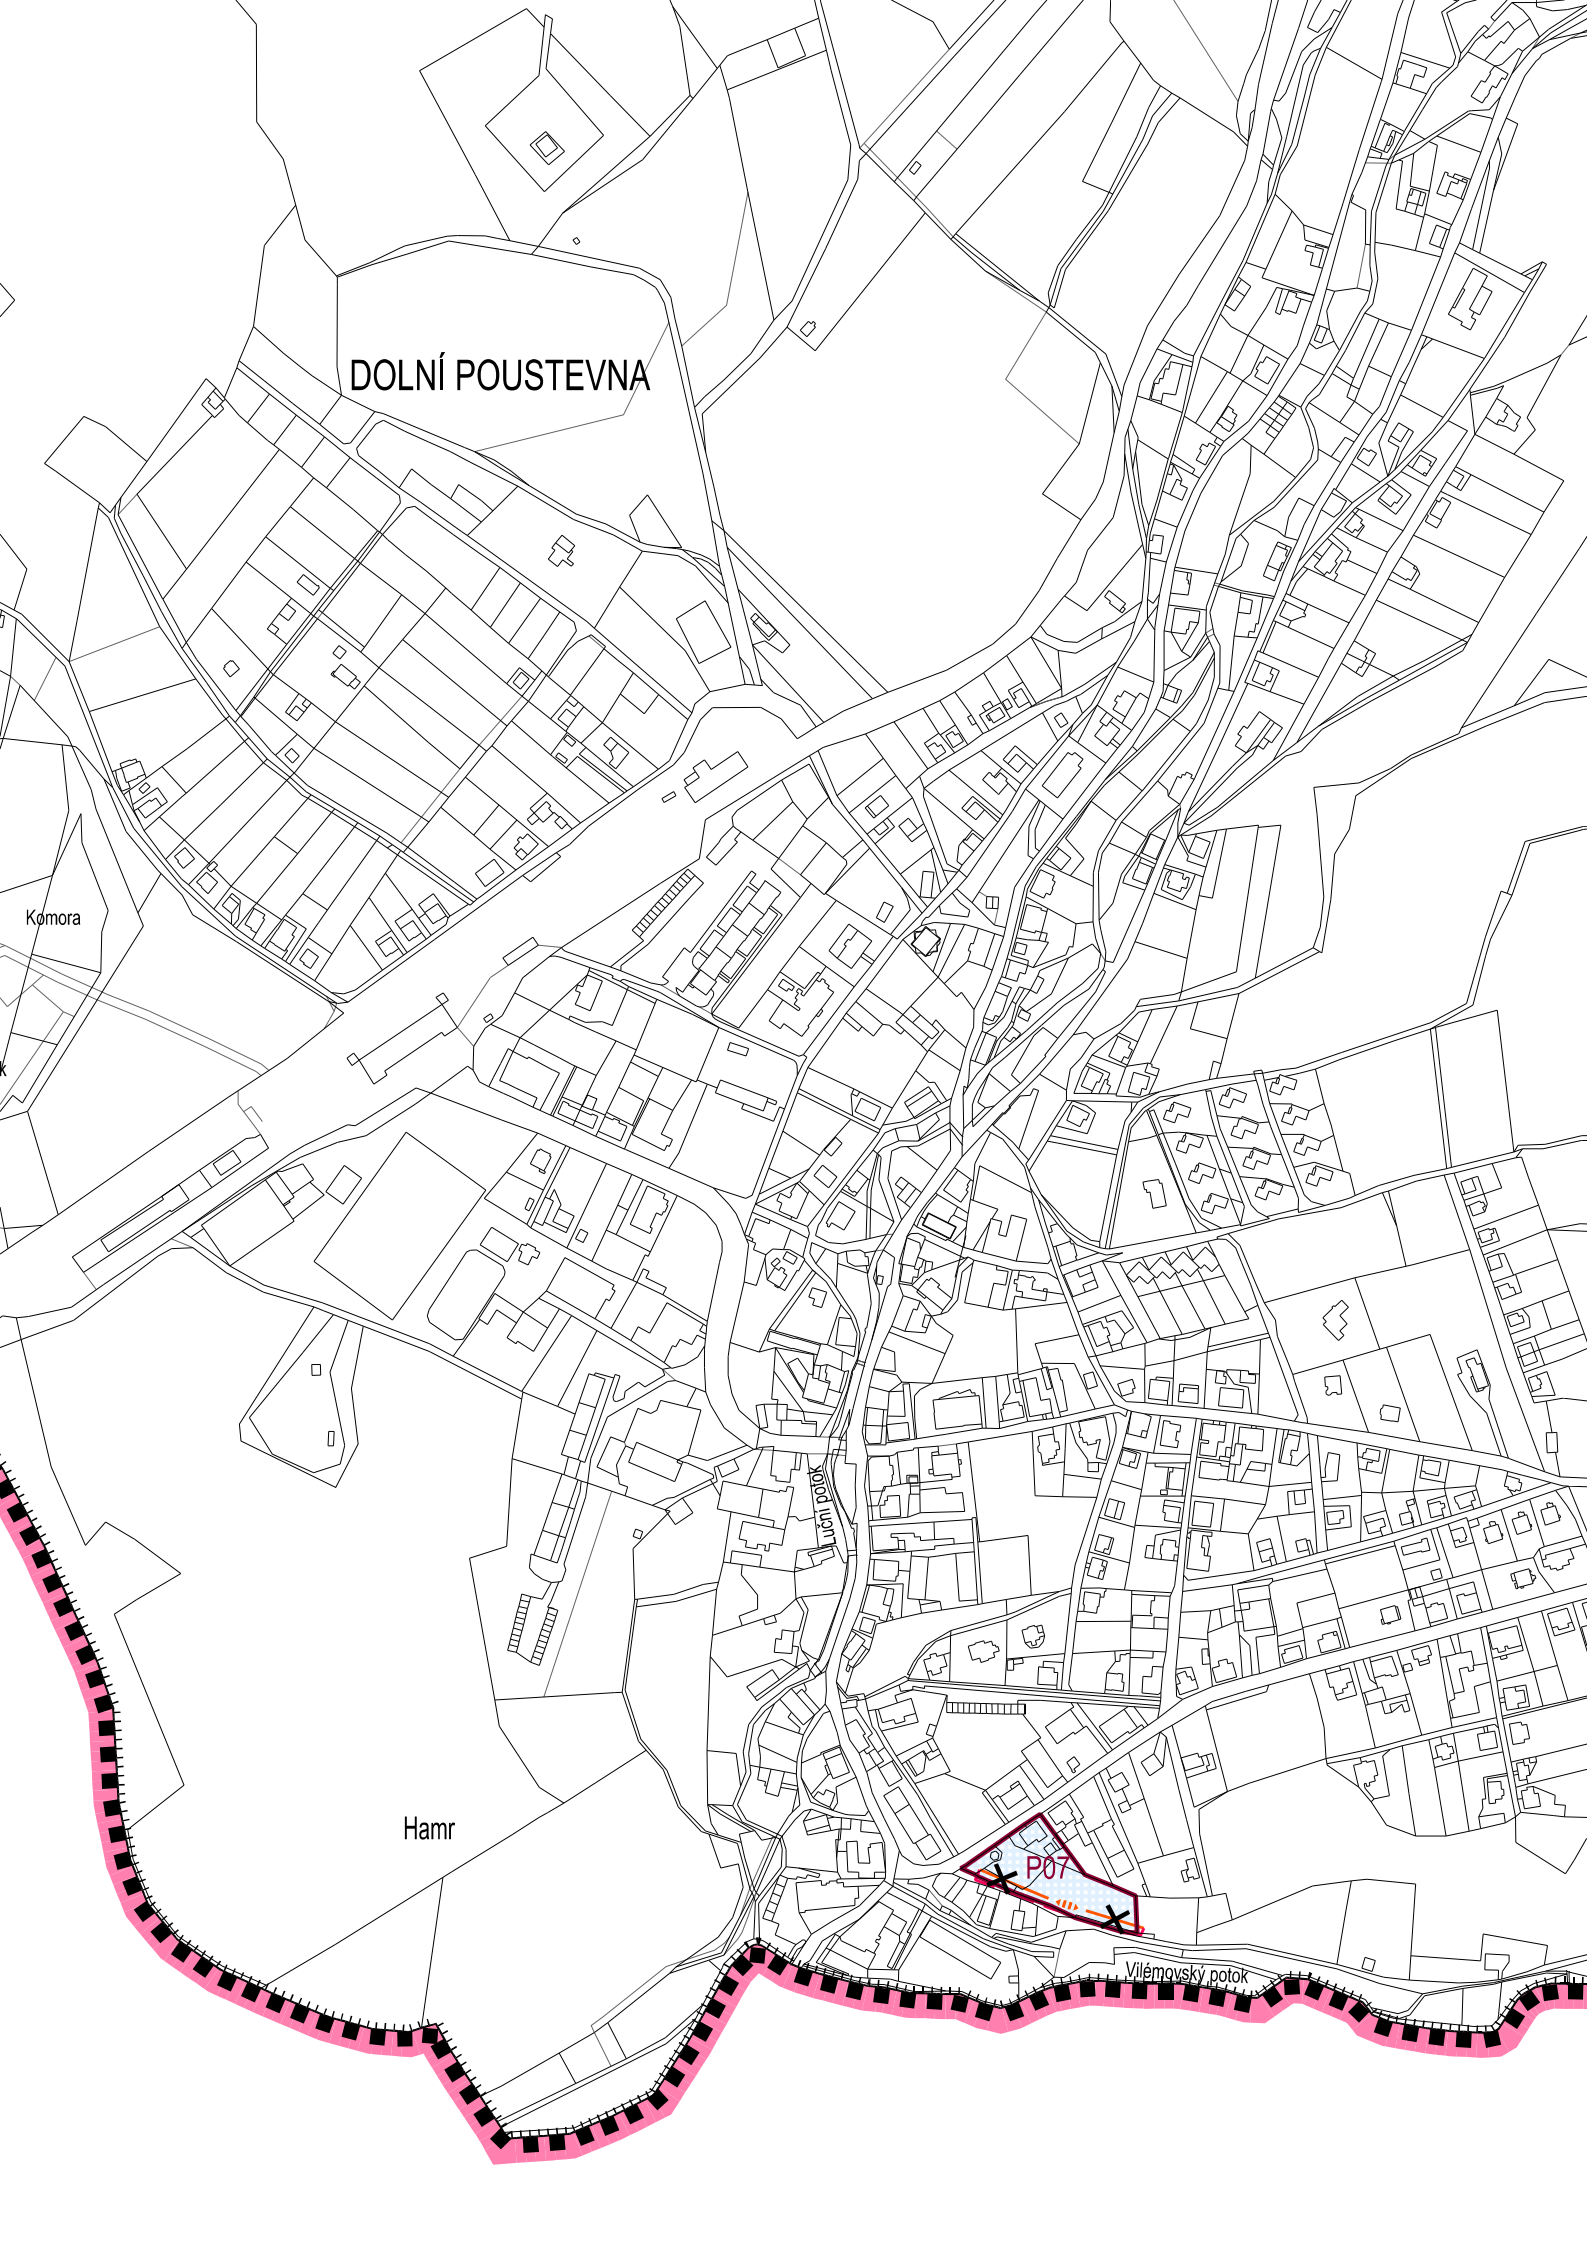 DOLNÍ POUSTEVNA
Komora
k
Luční potok
Hamr
P07
Vilémovský potok